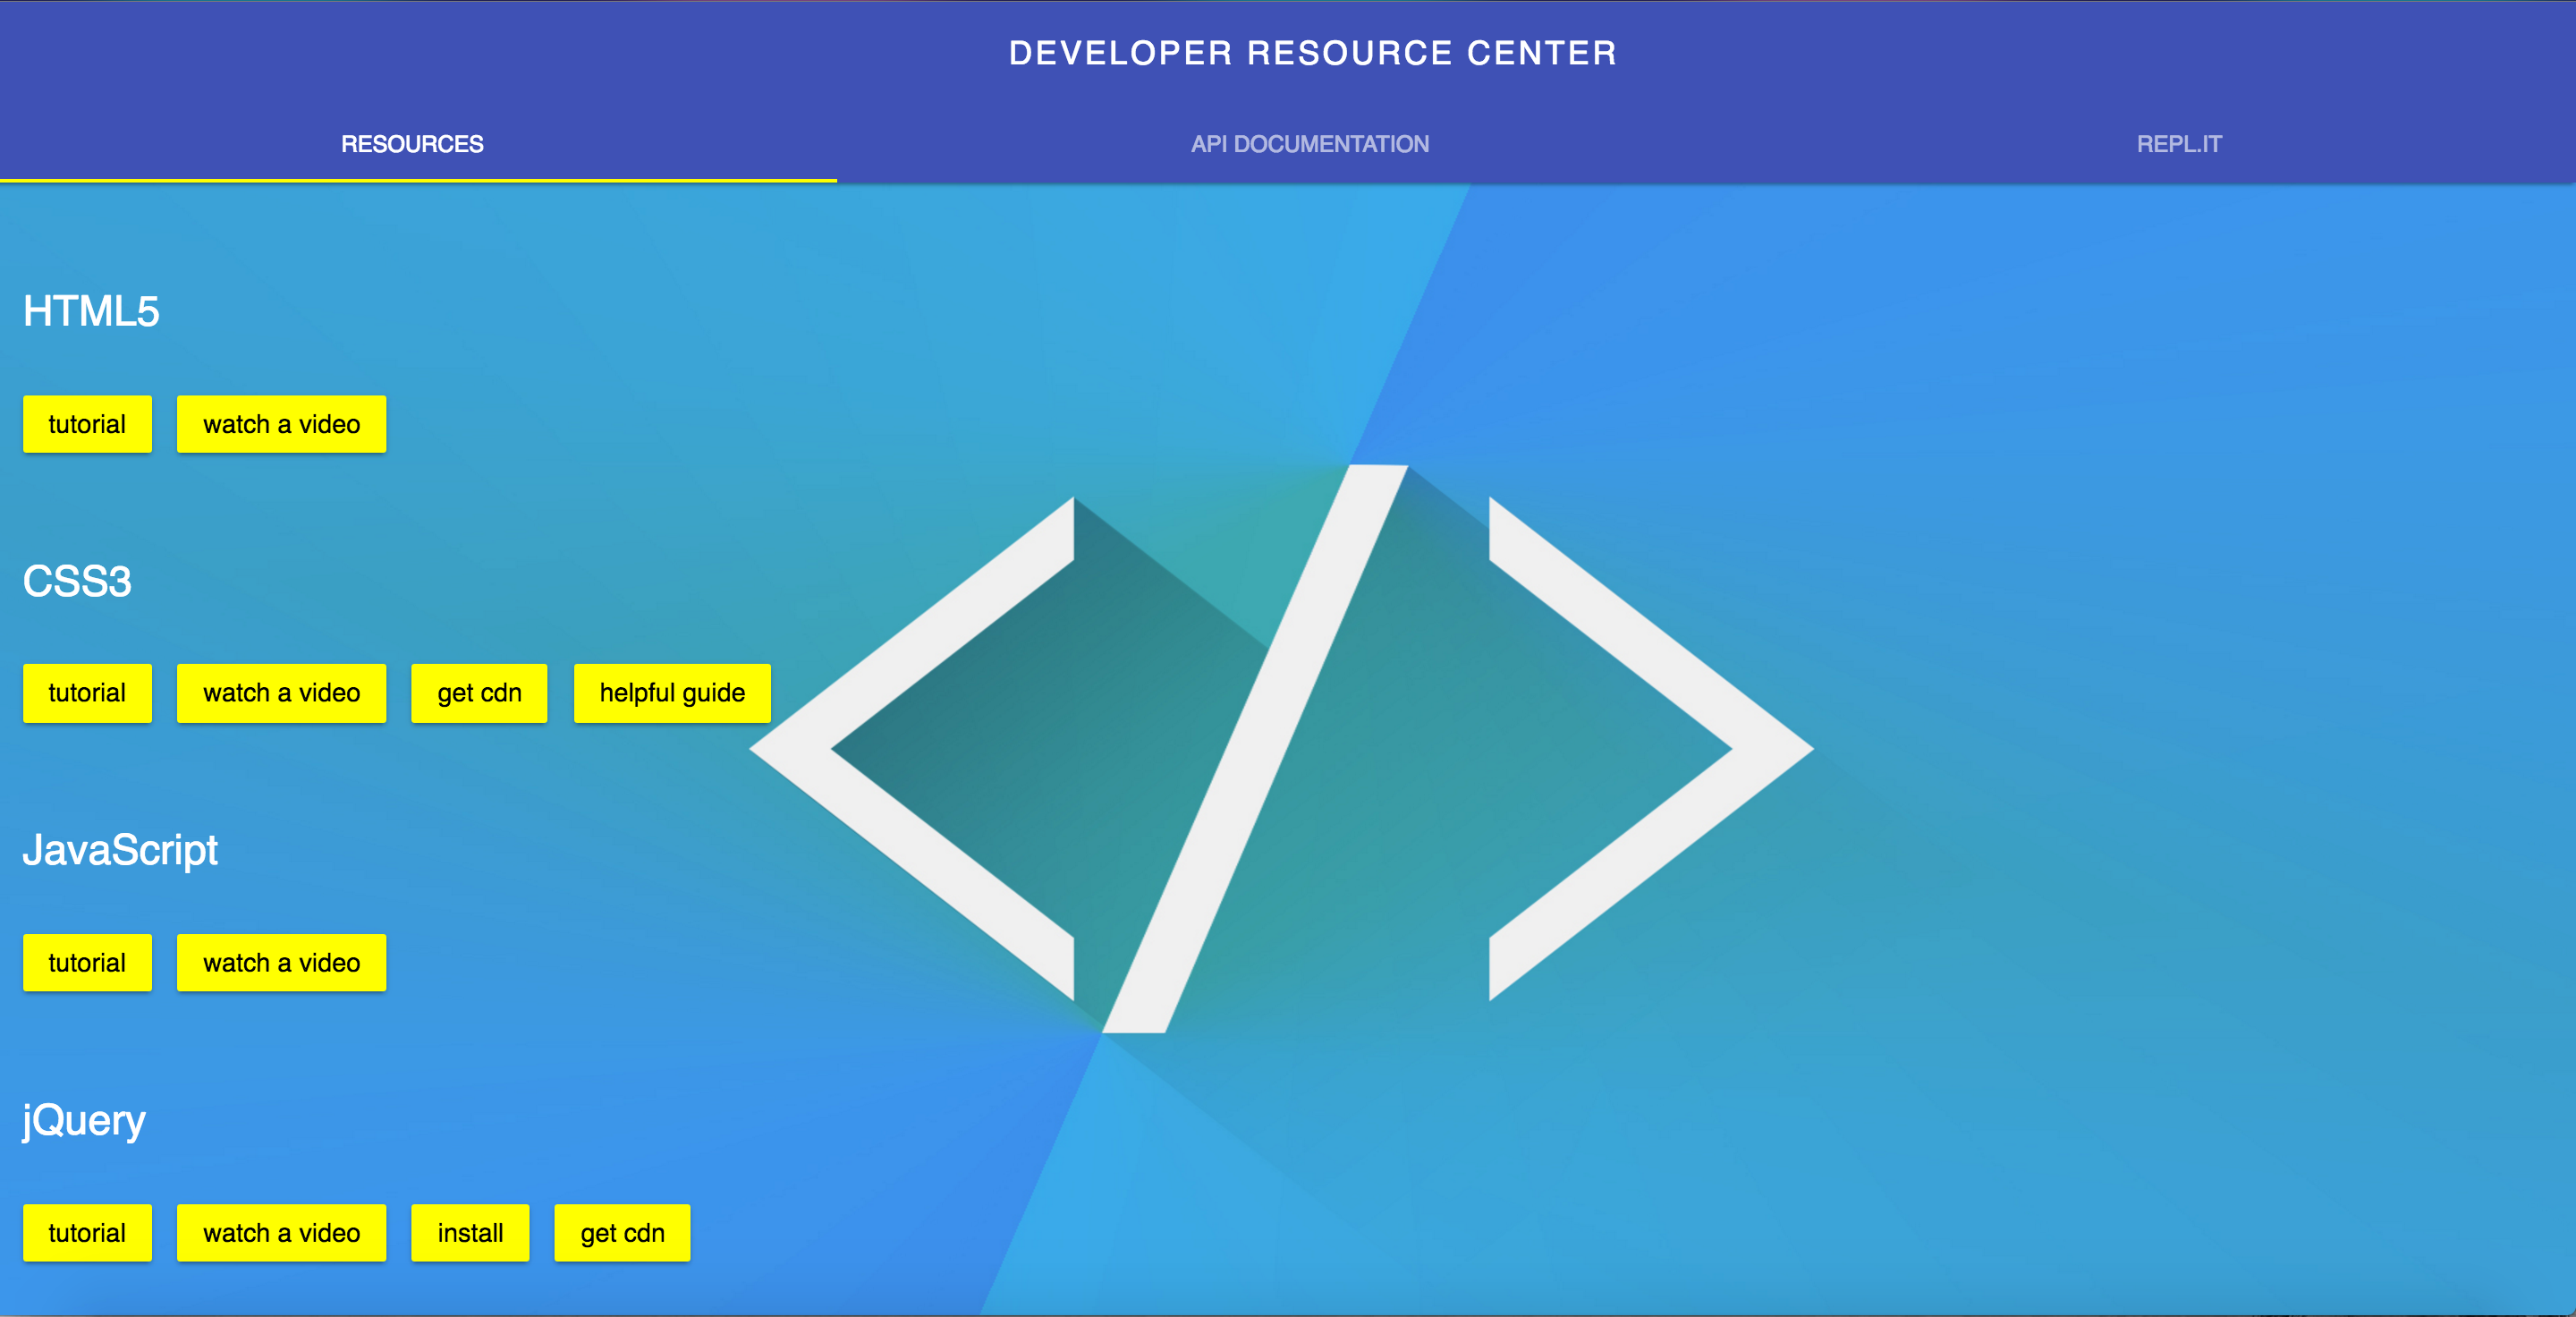 DEVELOPER RESOURCE CENTER
RESOURCES API DOCUMENTATION REPL.IT
HTML5
tutorial watch a video
CSS3
tutorial watch a video get cdn helpful guide
JavaScript
tutorial watch a video
jQuery
tutorial watch a video install get cdn